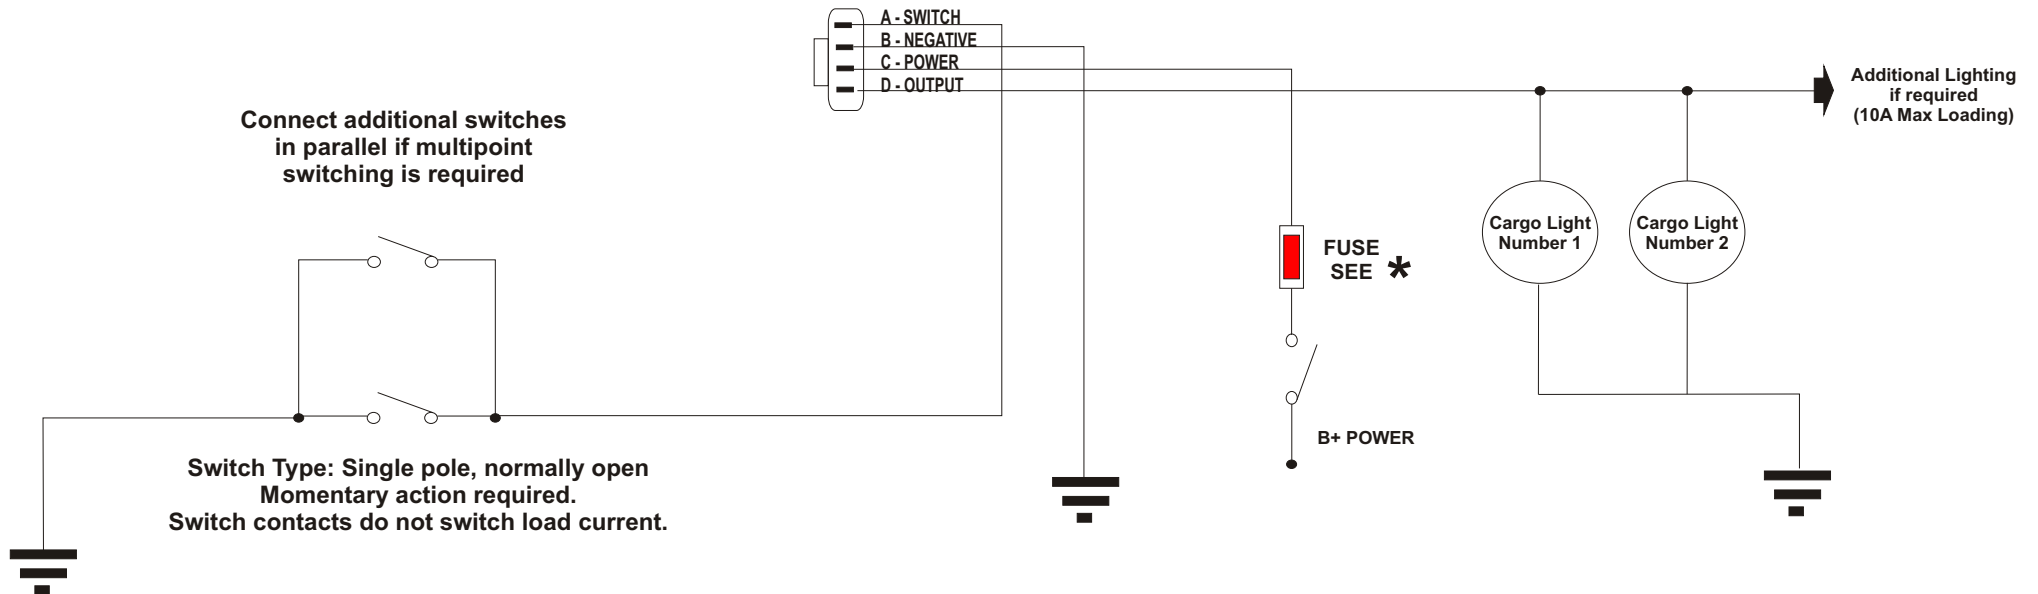 A - SWITCH
B - NEGATIVE
C - POWER
D - OUTPUT
Additional Lighting
if required
(10A Max Loading)
Connect additional switches
in parallel if multipoint
switching is required
Cargo Light
Number 1
Cargo Light
Number 2
FUSE
SEE *
B+ POWER
Switch Type: Single pole, normally open
Momentary action required.
Switch contacts do not switch load current.